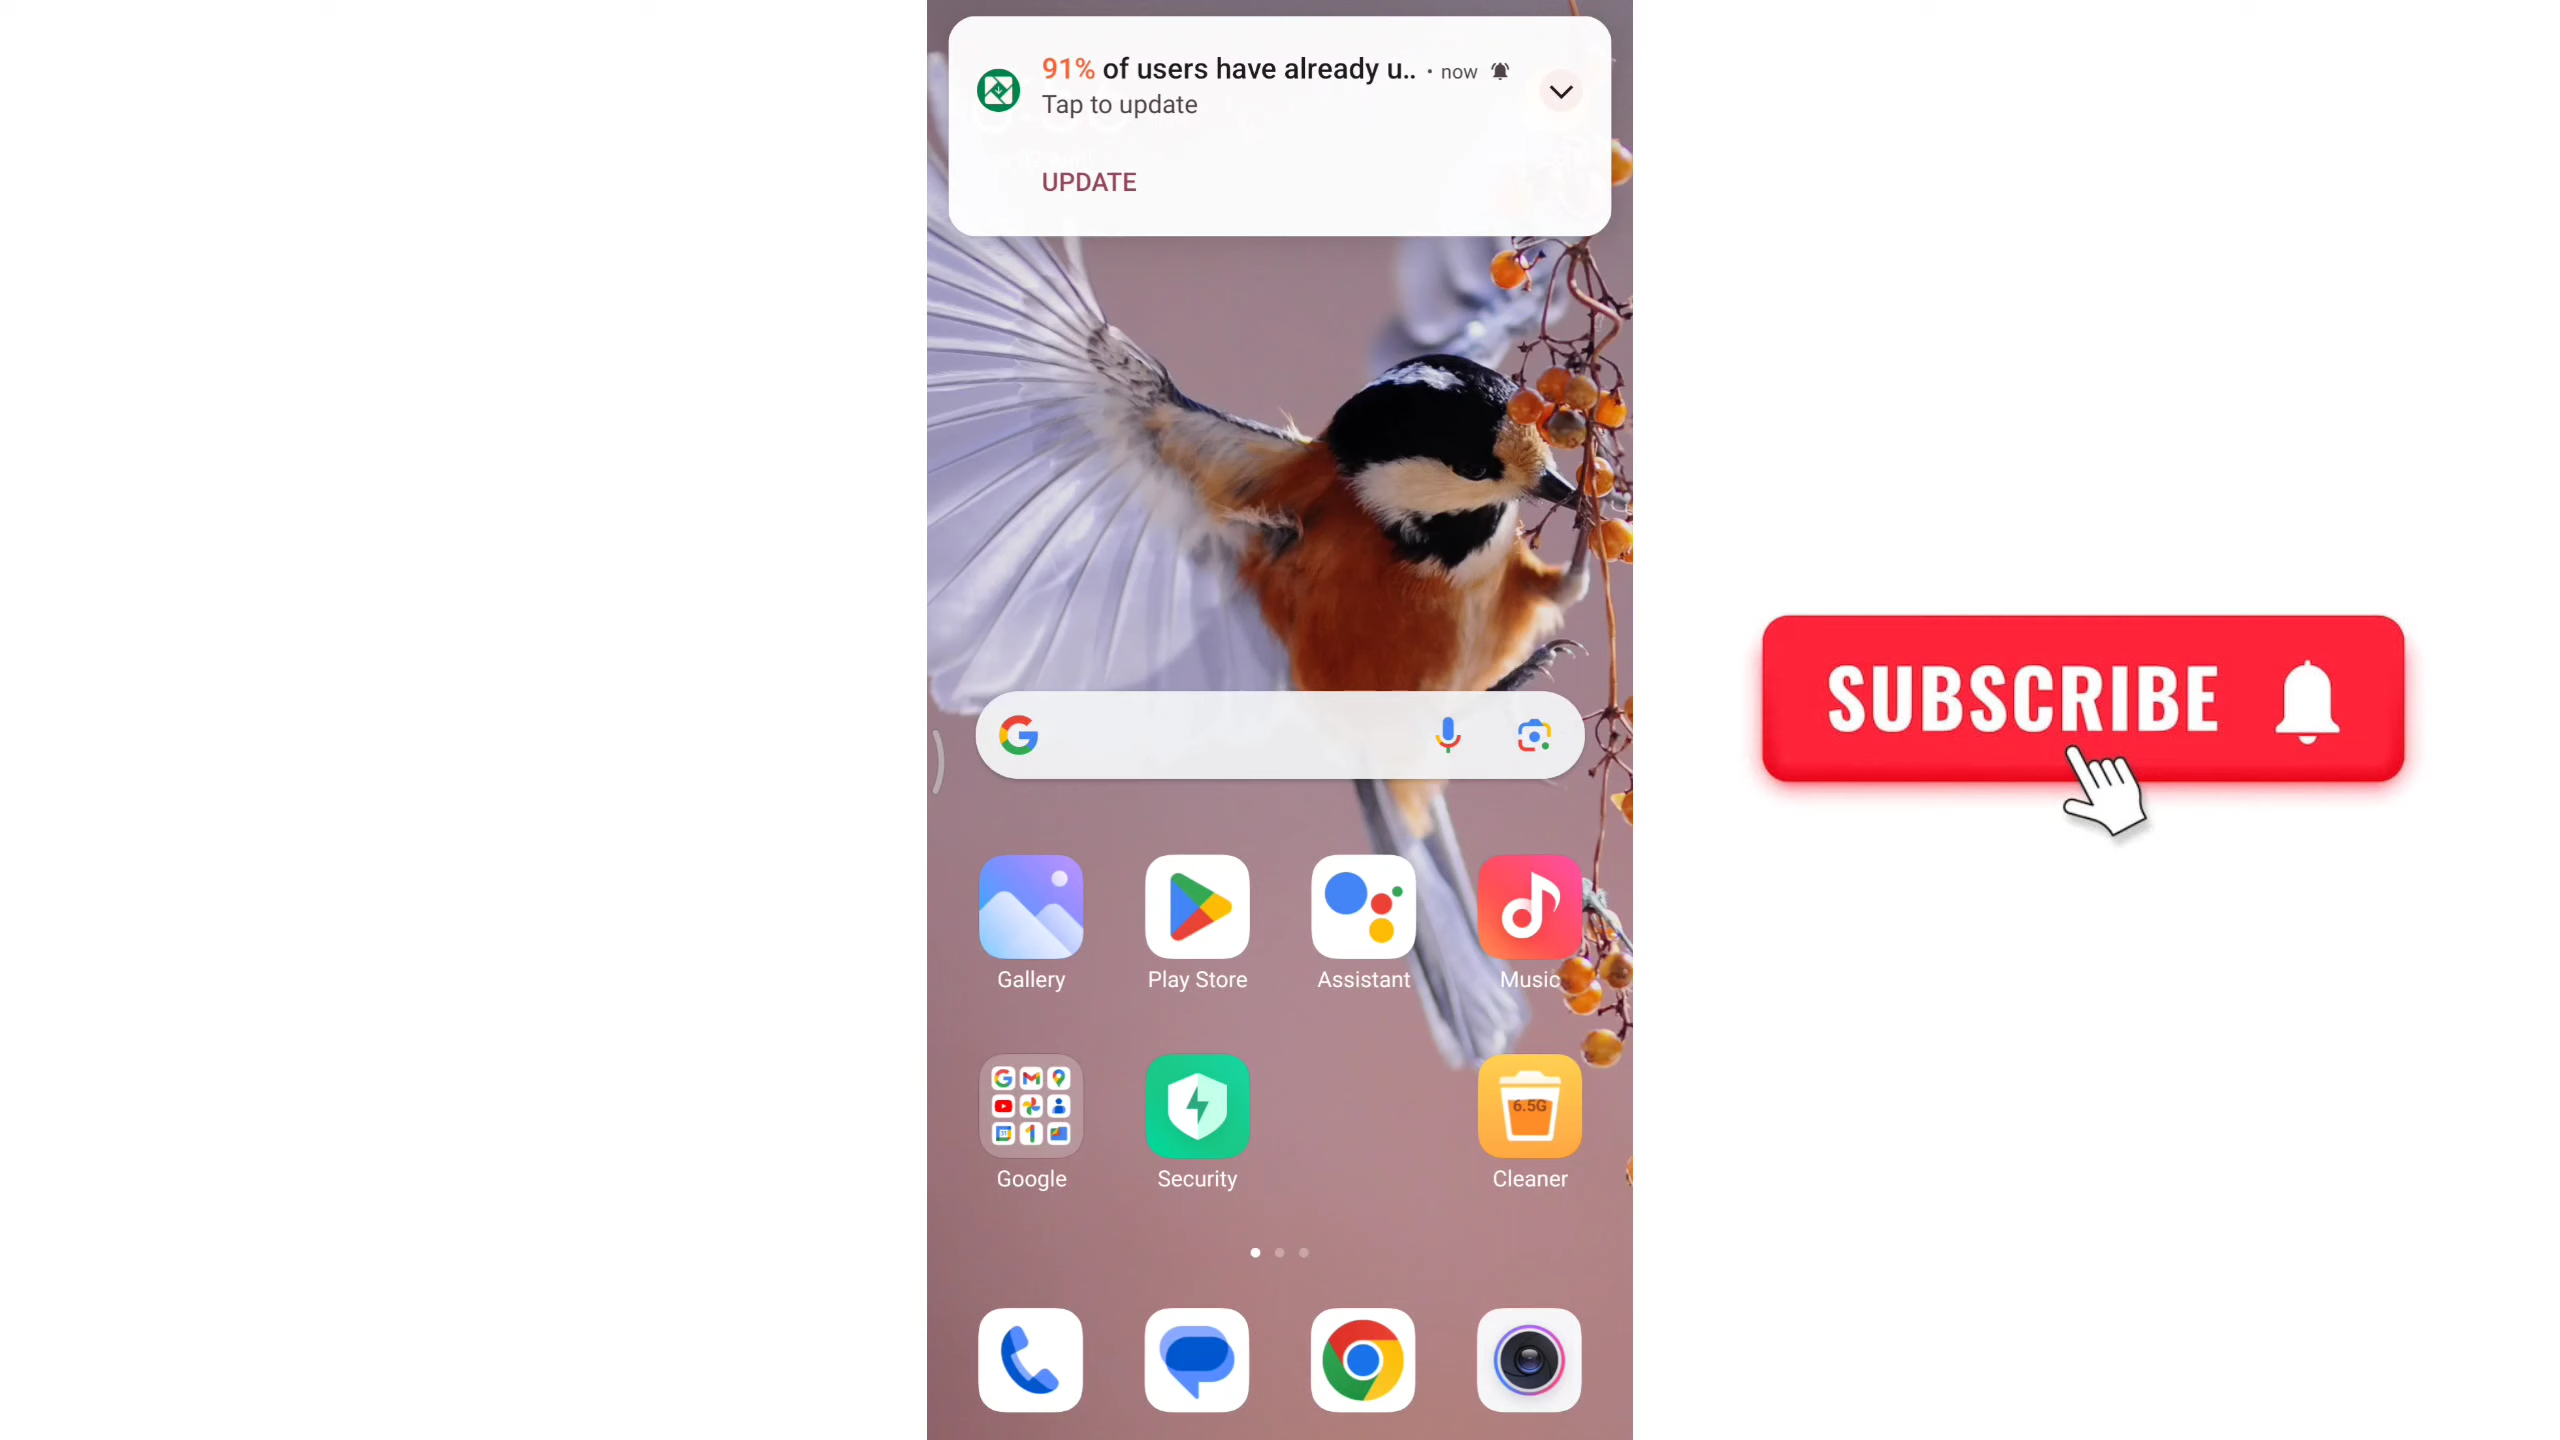 91% of users have already u.. • now
Tap to update
UPDATE
SUBSCRIBE
Gallery
Play Store
Assistant
Music
6.5G
Google
Security
Cleaner